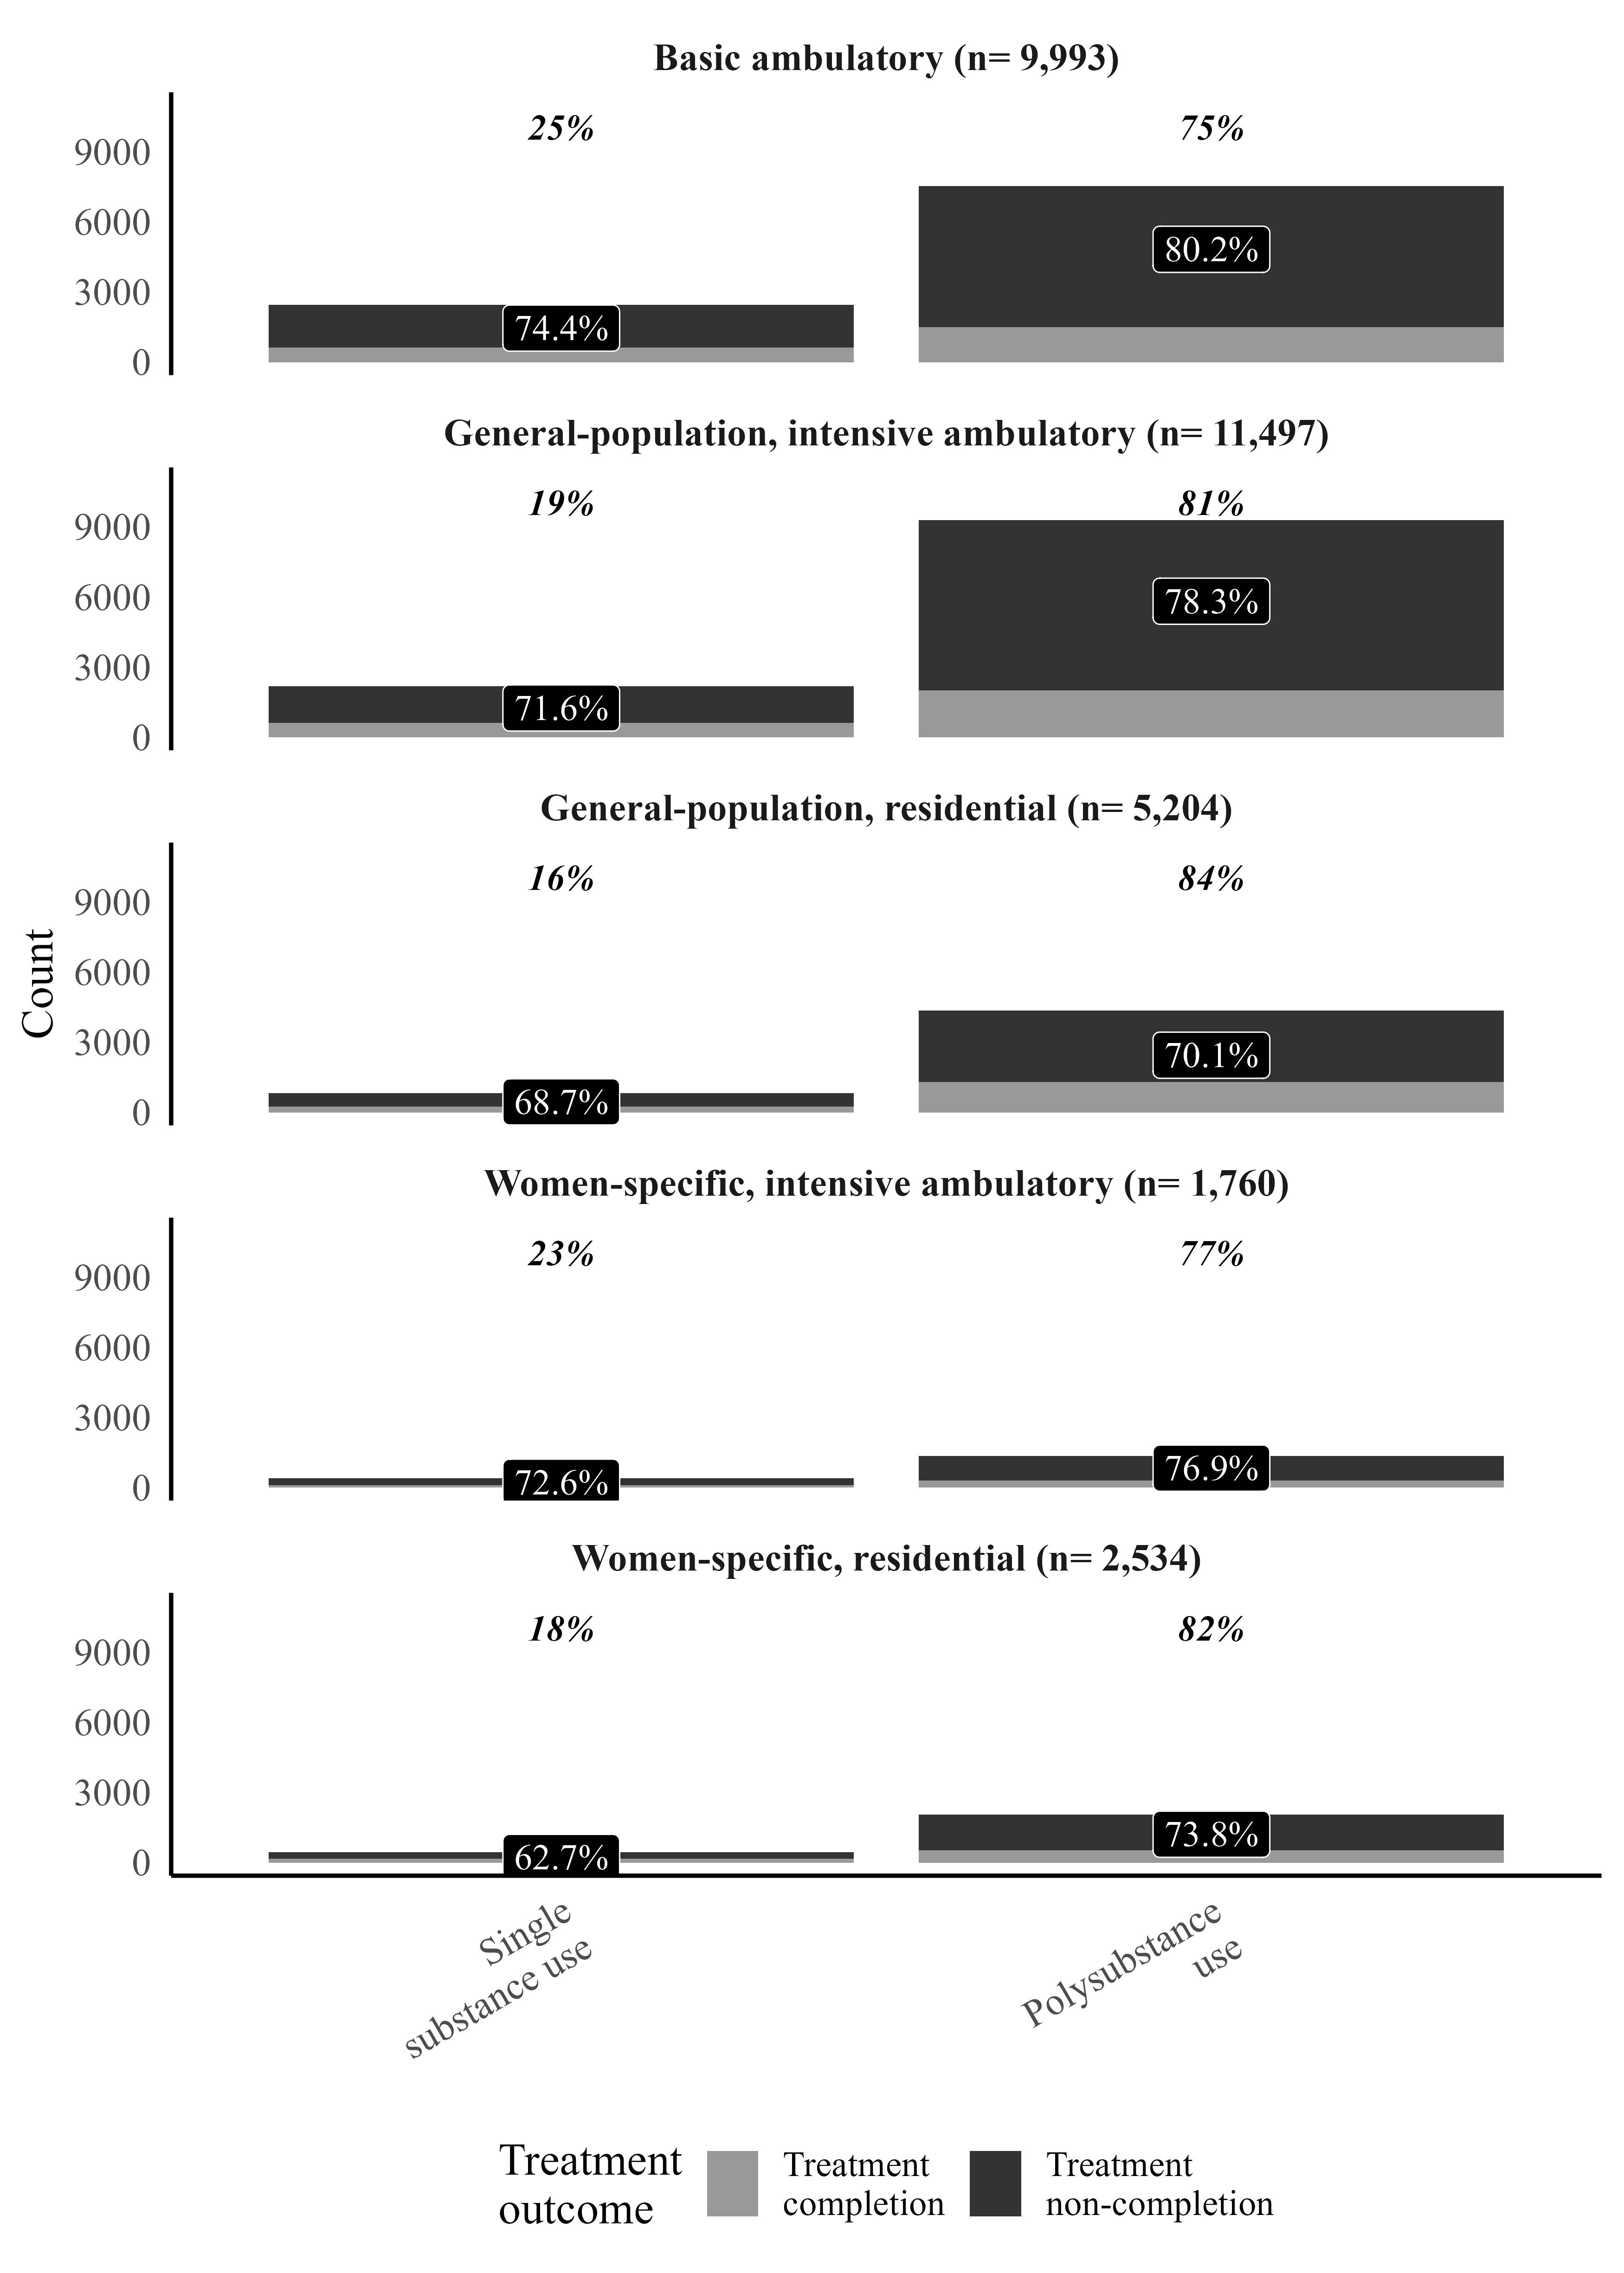 Basic ambulatory (n= 9,993)
25% 75%
9000
6000
80.2%
3000
74.4%
0
General-population, intensive ambulatory (n= 11,497)
19% 81%
9000
6000
78.3%
3000
71.6%
0
General-population, residential (n= 5,204)
16% 84%
9000
6000
3000
70.1%
68.7%
0
Count
Women-specific, intensive ambulatory (n= 1,760)
23% 77%
9000
6000
3000
76.9%
72.6%
0
Women-specific, residential (n= 2,534)
18% 82%
9000
6000
3000
73.8%
62.7%
0
Single
substance use
Polysubstance
use
Treatment
outcome
Treatment
completion
Treatment
non-completion